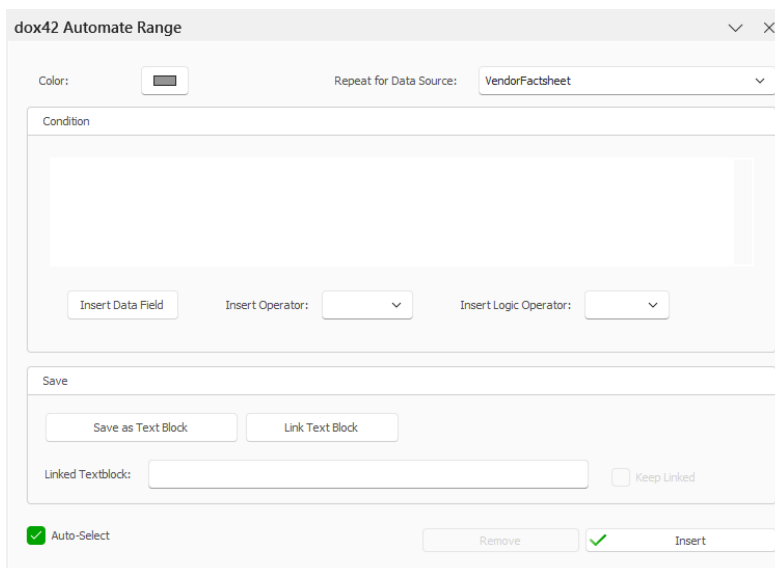 dox42 Automate Range
Color: Repeat for Data Source: VendorFactsheet
Condition
Insert Data Field Insert Operator: Insert Logic Operator:
Save
Save as Text Block Link Text Block
Linked Textblock: Keep Linked
Auto-Select Remove Insert